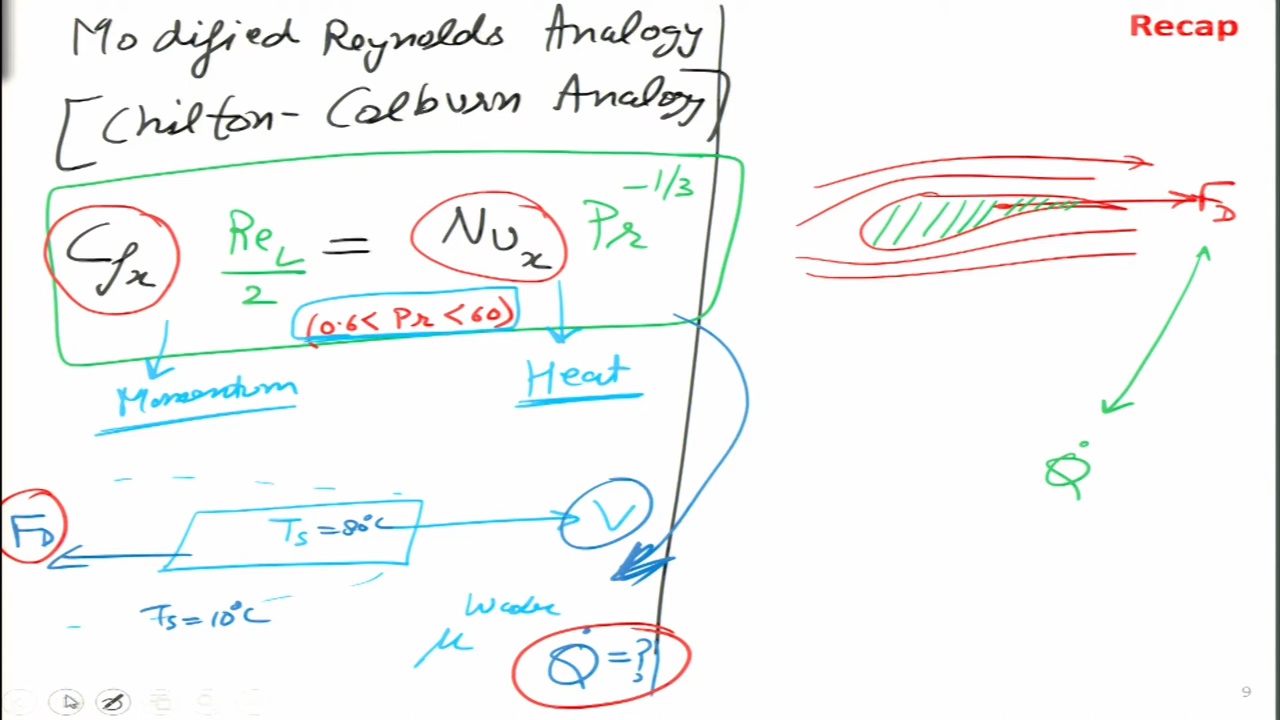 Recap
Modified Reynolds Analogy
[Chilton-Colburn Analogy]
Cfx ReL/2 = Nux Pr^-1/3
(0.6 < Pr < 60)
Momentum
Heat
FD
Ts = 80°C
V
Ts = 10°C
Water
μ
Q̇ = ?
FD
Q̇
9